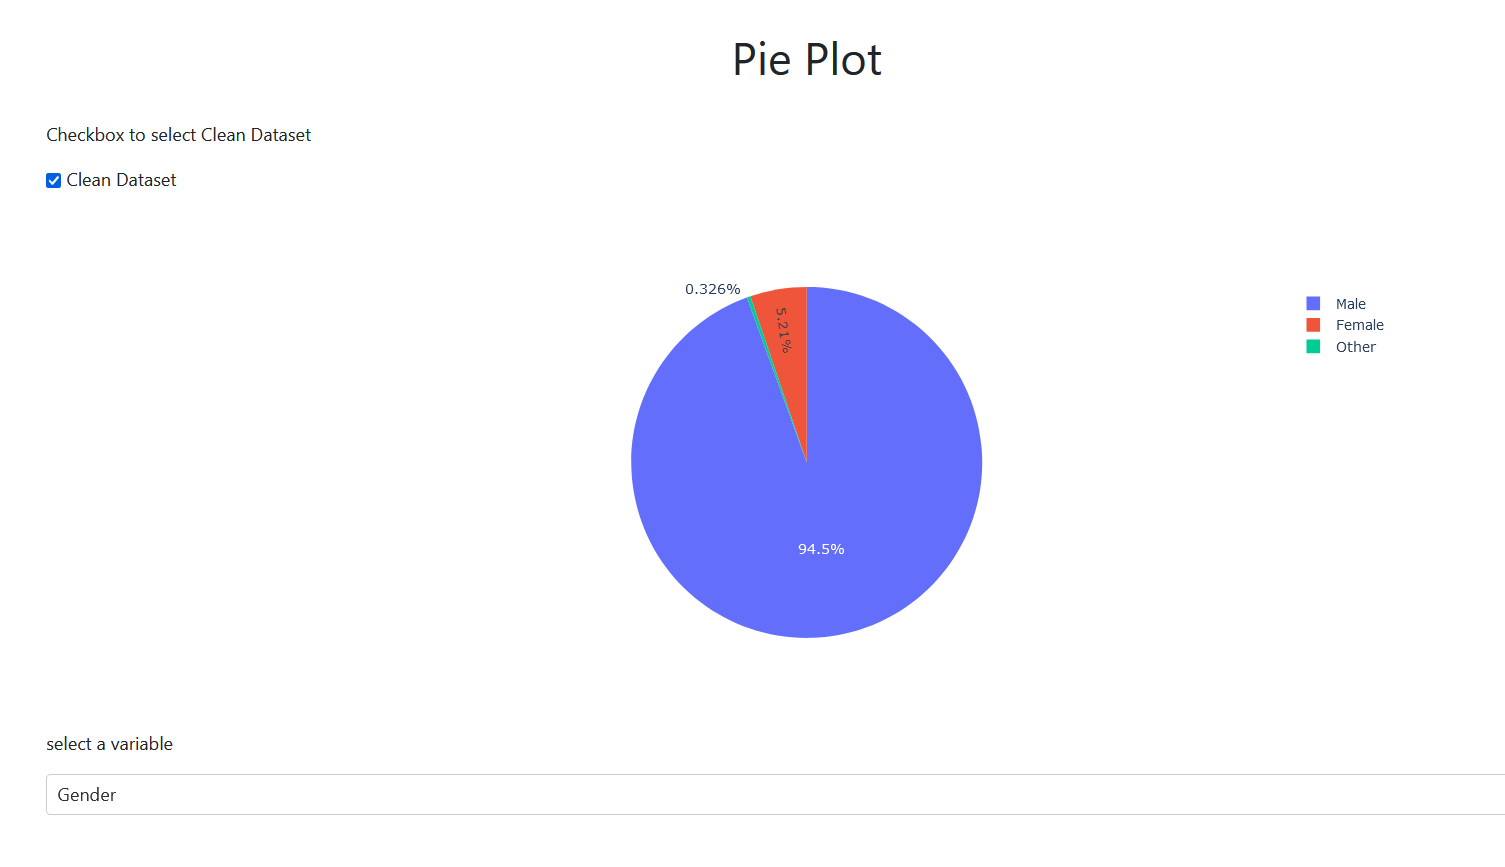 Pie Plot
Checkbox to select Clean Dataset
Clean Dataset
0.326%
5.21%
94.5%
Male
Female
Other
select a variable
Gender